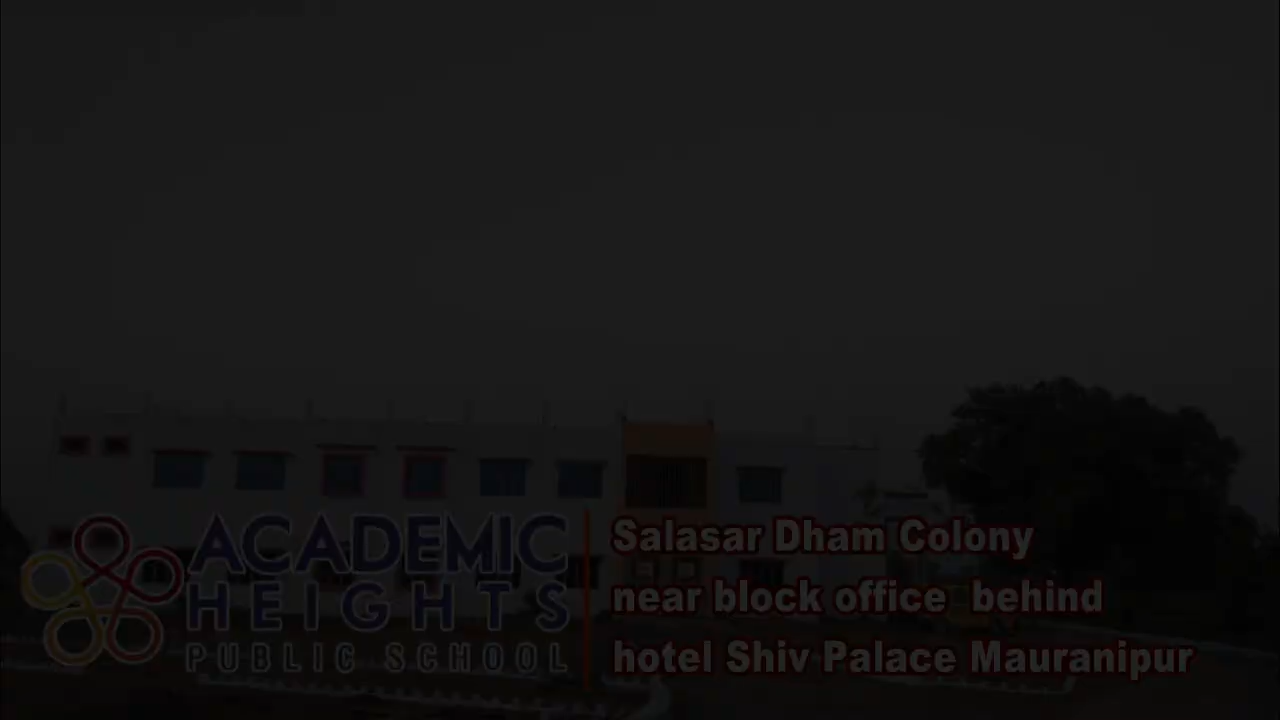 ACADEMIC
HEIGHTS
PUBLIC SCHOOL
Salasar Dham Colony
near block office  behind
hotel Shiv Palace Mauranipur